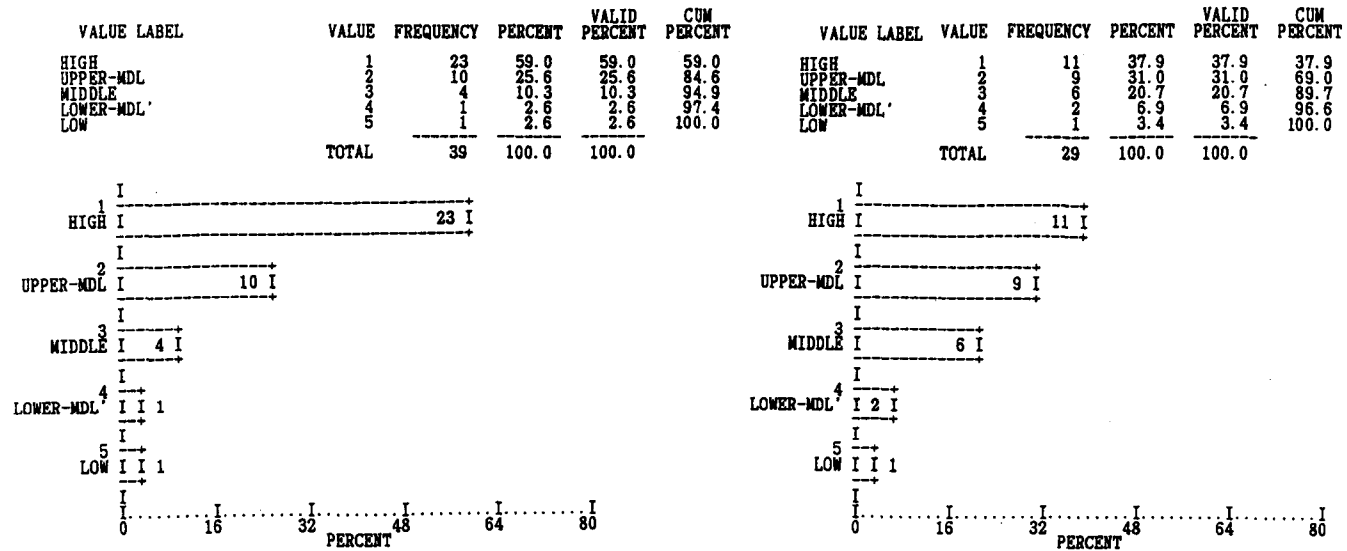 VALUE LABEL VALUE FREQUENCY PERCENT VALID PERCENT CUM PERCENT
HIGH 1 23 59.0 59.0 59.0
UPPER-MDL 2 10 25.6 25.6 84.6
MIDDLE 3 4 10.3 10.3 94.9
LOWER-MDL' 4 1 2.6 2.6 97.4
LOW 5 1 2.6 2.6 100.0
TOTAL 39 100.0 100.0
1
HIGH 23
2
UPPER-MDL 10
3
MIDDLE 4
4
LOWER-MDL' 1
5
LOW 1
0 16 32 48 64 80
PERCENT
VALUE LABEL VALUE FREQUENCY PERCENT VALID PERCENT CUM PERCENT
HIGH 1 11 37.9 37.9 37.9
UPPER-MDL 2 9 31.0 31.0 69.0
MIDDLE 3 6 20.7 20.7 89.7
LOWER-MDL' 4 2 6.9 6.9 96.6
LOW 5 1 3.4 3.4 100.0
TOTAL 29 100.0 100.0
1
HIGH 11
2
UPPER-MDL 9
3
MIDDLE 6
4
LOWER-MDL' 2
5
LOW 1
0 16 32 48 64 80
PERCENT